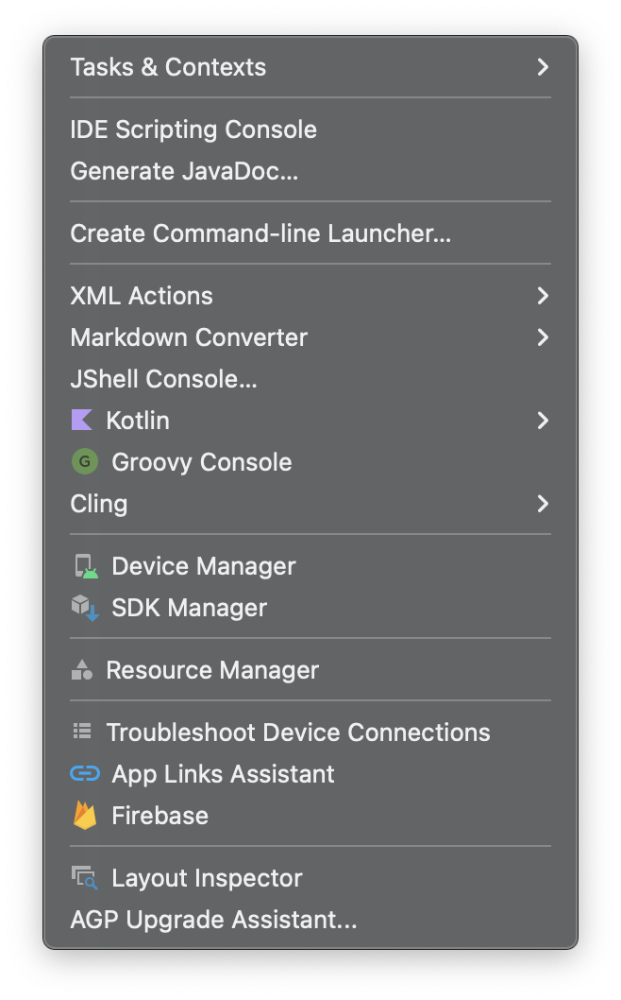 Tasks & Contexts
IDE Scripting Console
Generate JavaDoc...
Create Command-line Launcher...
XML Actions
Markdown Converter
JShell Console...
Kotlin
G Groovy Console
Cling
Device Manager
SDK Manager
Resource Manager
Troubleshoot Device Connections
App Links Assistant
Firebase
Layout Inspector
AGP Upgrade Assistant...